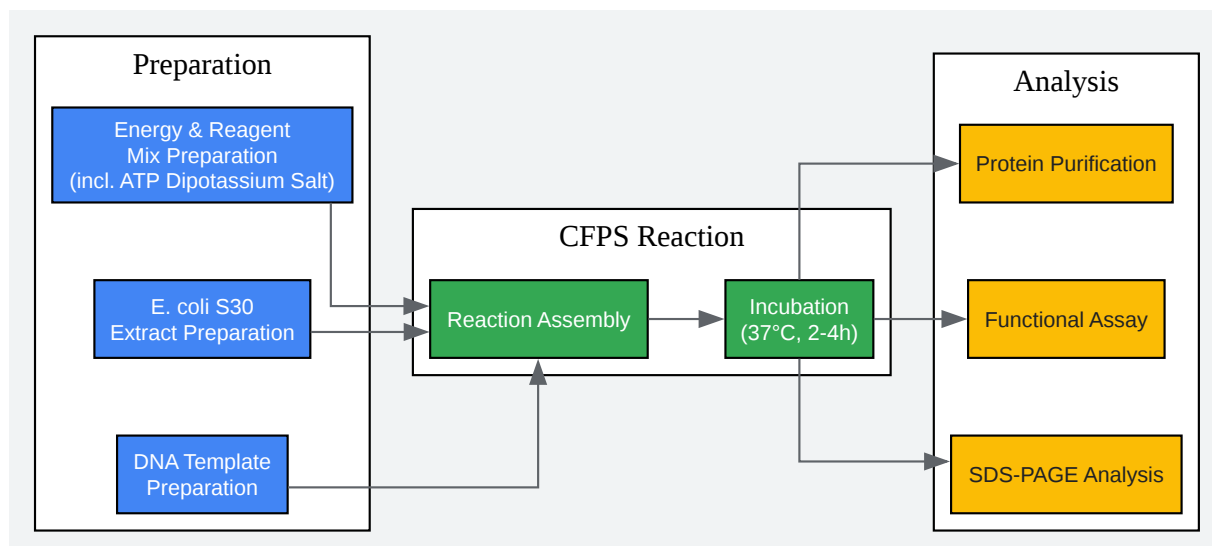 Preparation
Energy & Reagent
Mix Preparation
(incl. ATP Dipotassium Salt)
E. coli S30
Extract Preparation
DNA Template
Preparation
CFPS Reaction
Reaction Assembly
Incubation
(37°C, 2-4h)
Analysis
Protein Purification
Functional Assay
SDS-PAGE Analysis